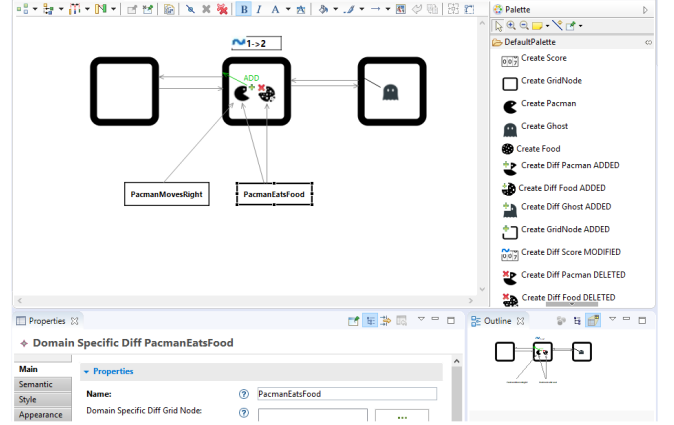 B I A
Palette
DefaultPalette
1->2
Create Score
007
Create GridNode
ADD
Create Pacman
Create Ghost
Create Food
Create Diff Pacman ADDED
PacmanMovesRight
PacmanEatsFood
Create Diff Food ADDED
Create Diff Ghost ADDED
Create GridNode ADDED
Create Diff Score MODIFIED
007
Create Diff Pacman DELETED
Create Diff Food DELETED
Properties
Outline
Domain Specific Diff PacmanEatsFood
Main
Properties
Semantic
Name:
PacmanEatsFood
Style
Domain Specific Diff Grid Node:
...
Appearance